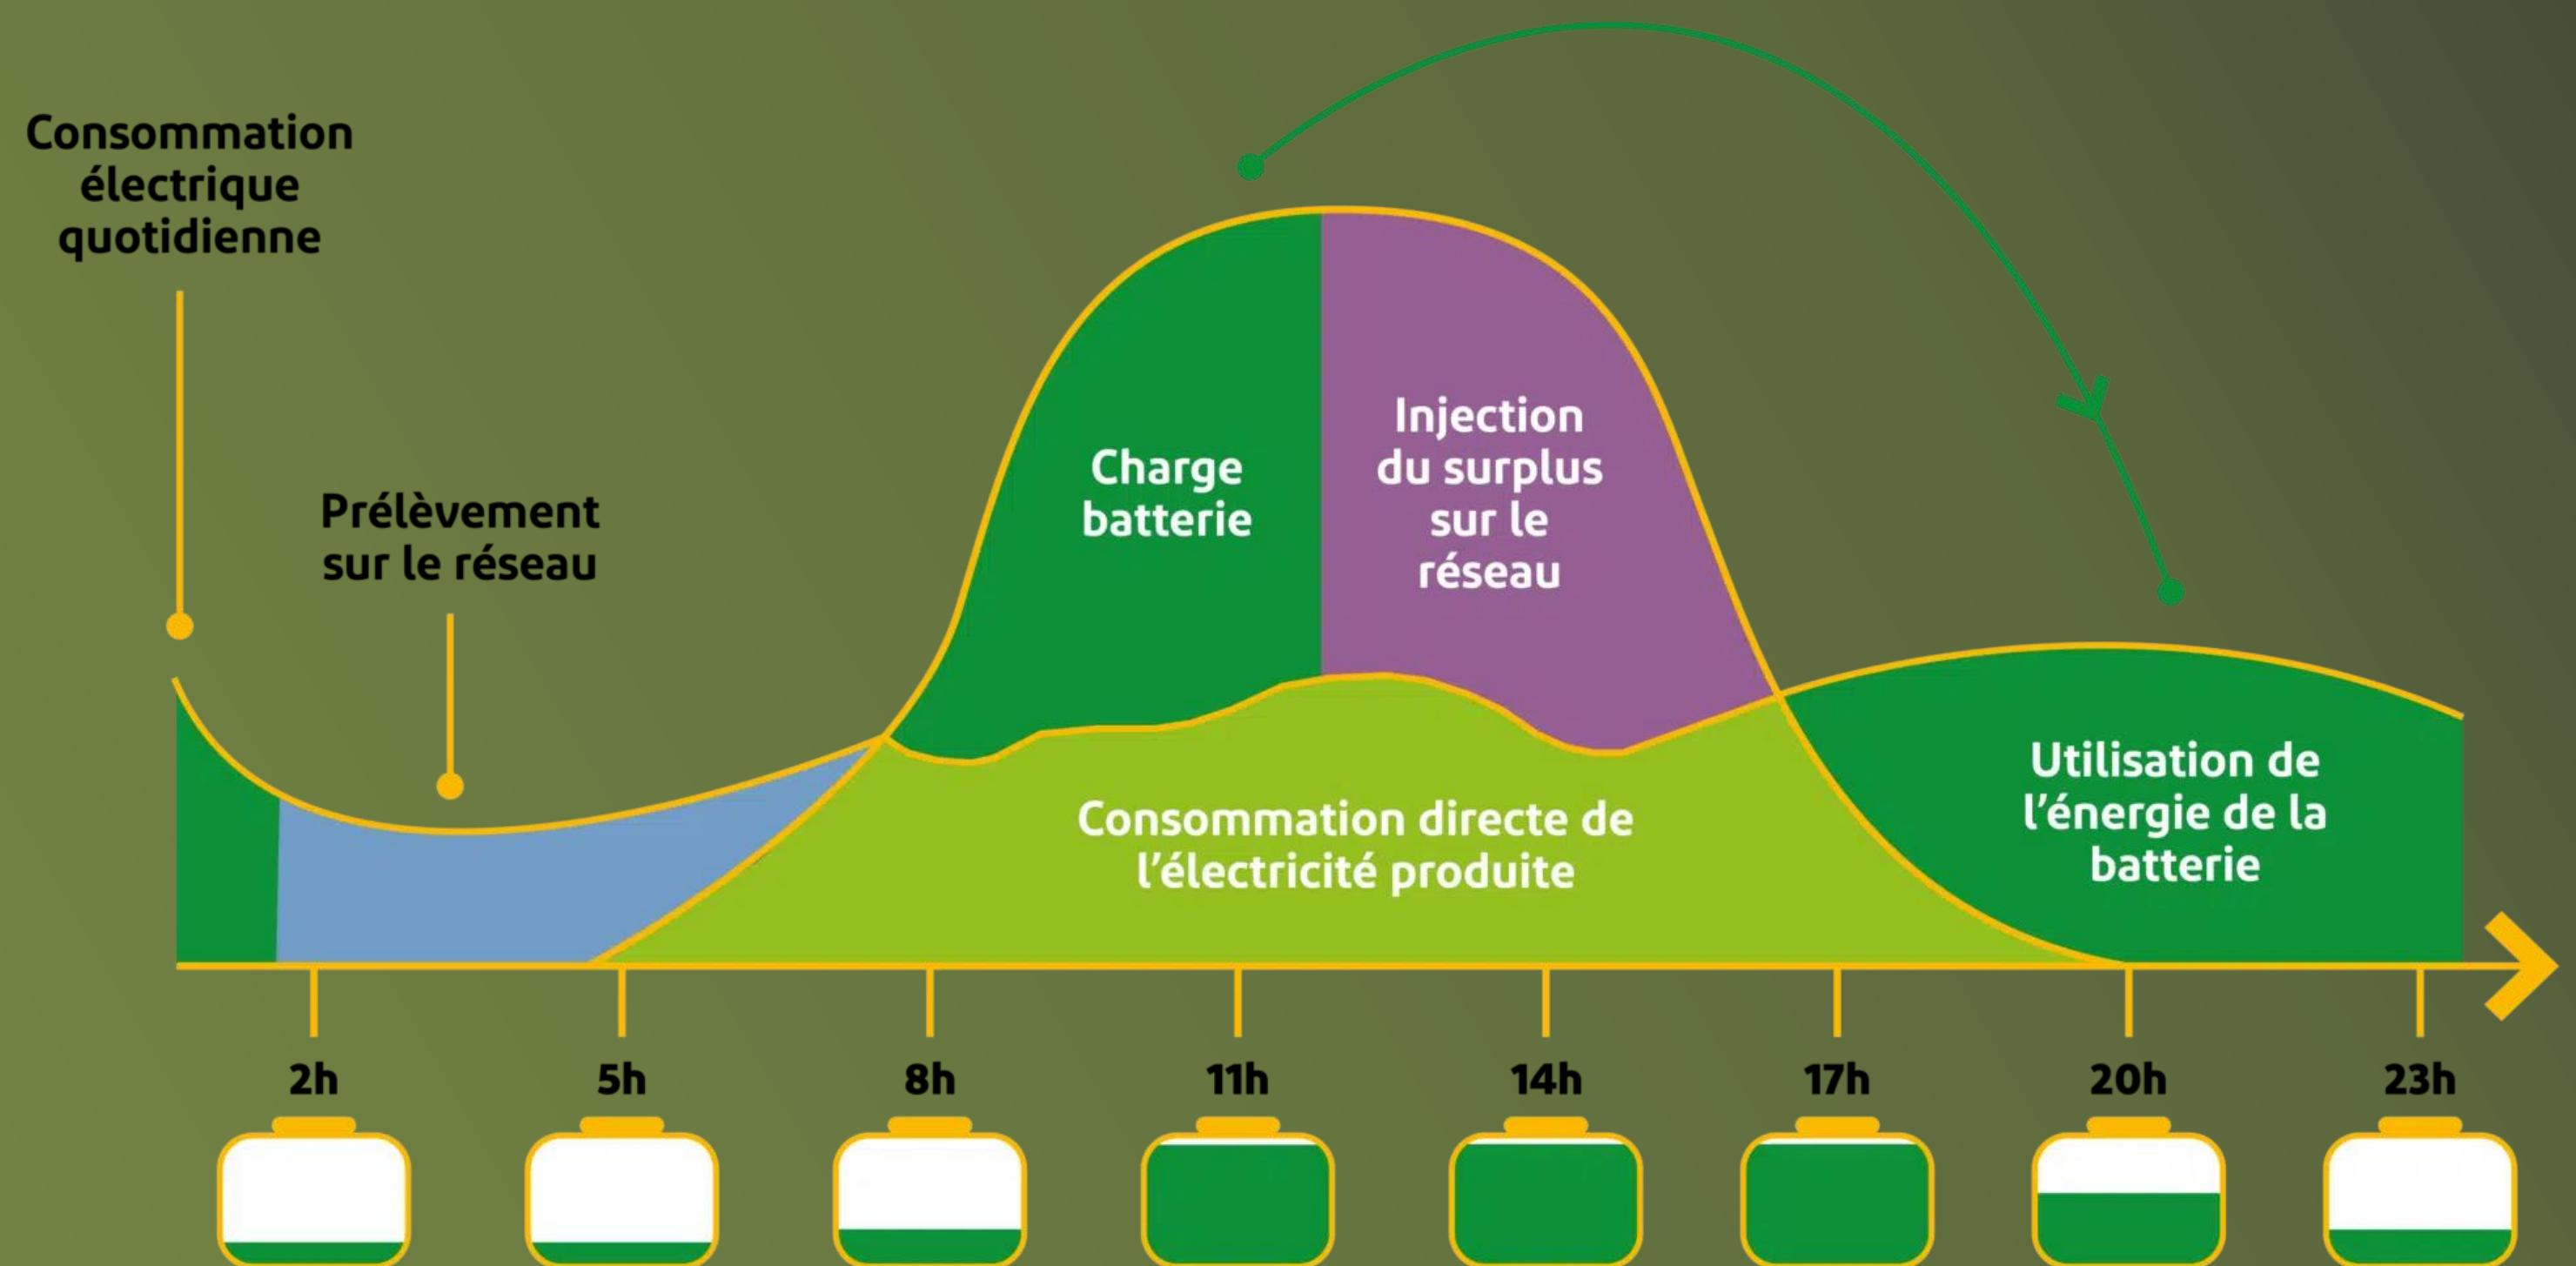 Consommation
électrique
quotidienne
Prélèvement
sur le réseau
Charge
batterie
Injection
du surplus
sur le
réseau
Consommation directe de
l'électricité produite
Utilisation de
l'énergie de la
batterie
2h
5h
8h
11h
14h
17h
20h
23h